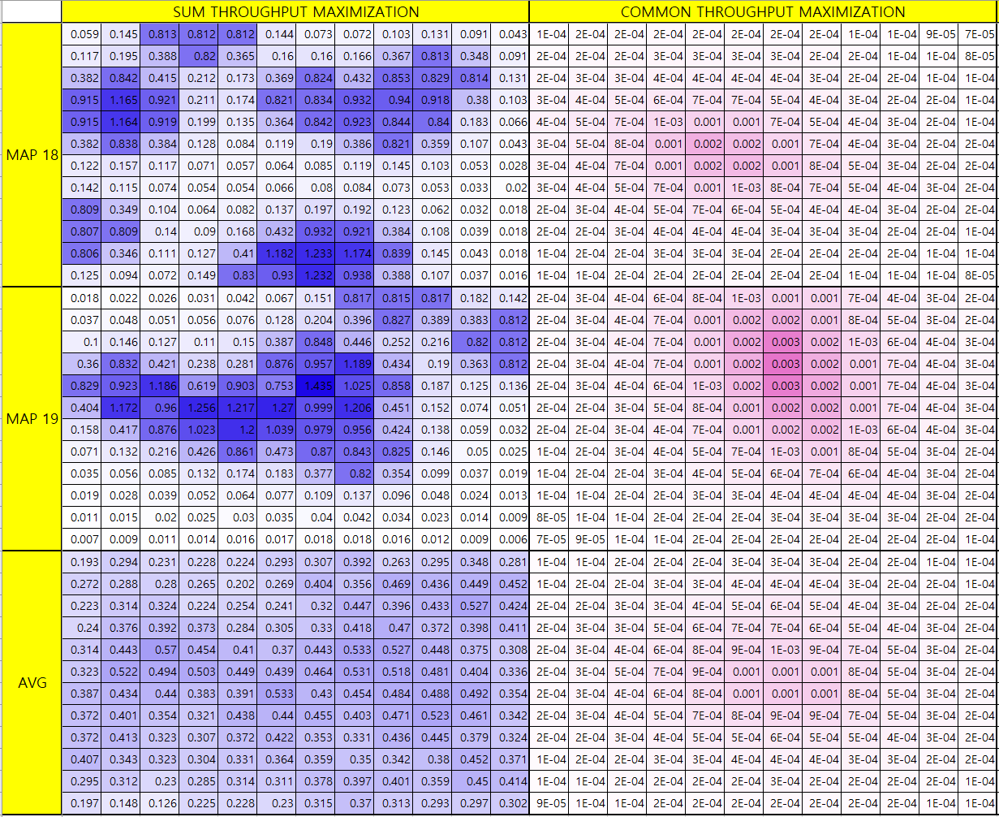 SUM THROUGHPUT MAXIMIZATION COMMON THROUGHPUT MAXIMIZATION
0.059 0.145 0.813 0.812 0.812 0.144 0.073 0.072 0.103 0.131 0.091 0.043 1E-04 2E-04 2E-04 2E-04 2E-04 2E-04 2E-04 2E-04 1E-04 1E-04 9E-05 7E-05
0.117 0.195 0.388 0.82 0.365 0.16 0.16 0.166 0.367 0.813 0.348 0.091 2E-04 2E-04 2E-04 3E-04 3E-04 3E-04 3E-04 2E-04 2E-04 1E-04 1E-04 8E-05
0.382 0.842 0.415 0.212 0.173 0.369 0.824 0.432 0.853 0.829 0.814 0.131 2E-04 3E-04 3E-04 4E-04 4E-04 4E-04 4E-04 3E-04 2E-04 2E-04 1E-04 1E-04
0.915 1.165 0.921 0.211 0.174 0.821 0.834 0.932 0.94 0.918 0.38 0.103 3E-04 4E-04 5E-04 6E-04 7E-04 7E-04 5E-04 4E-04 3E-04 2E-04 2E-04 1E-04
0.915 1.164 0.919 0.199 0.135 0.364 0.842 0.923 0.844 0.84 0.183 0.066 4E-04 5E-04 7E-04 1E-03 0.001 0.001 7E-04 5E-04 4E-04 3E-04 2E-04 1E-04
MAP 18 0.382 0.838 0.384 0.128 0.084 0.119 0.19 0.386 0.821 0.359 0.107 0.043 3E-04 5E-04 8E-04 0.001 0.002 0.002 0.001 7E-04 4E-04 3E-04 2E-04 2E-04
0.122 0.157 0.117 0.071 0.057 0.064 0.085 0.119 0.145 0.103 0.053 0.028 3E-04 4E-04 7E-04 0.001 0.002 0.002 0.001 8E-04 5E-04 3E-04 2E-04 2E-04
0.142 0.115 0.074 0.054 0.054 0.066 0.08 0.084 0.073 0.053 0.033 0.02 3E-04 4E-04 5E-04 7E-04 0.001 1E-03 8E-04 7E-04 5E-04 4E-04 3E-04 2E-04
0.809 0.349 0.104 0.064 0.082 0.137 0.197 0.192 0.123 0.062 0.032 0.018 2E-04 3E-04 4E-04 5E-04 7E-04 6E-04 5E-04 4E-04 4E-04 3E-04 2E-04 2E-04
0.807 0.809 0.14 0.09 0.168 0.432 0.932 0.921 0.384 0.108 0.039 0.018 2E-04 2E-04 3E-04 4E-04 4E-04 4E-04 3E-04 3E-04 3E-04 2E-04 2E-04 1E-04
0.806 0.346 0.111 0.127 0.41 1.182 1.233 1.174 0.839 0.145 0.043 0.018 1E-04 2E-04 2E-04 3E-04 3E-04 3E-04 2E-04 2E-04 2E-04 2E-04 1E-04 1E-04
0.125 0.094 0.072 0.149 0.83 0.93 1.232 0.938 0.388 0.107 0.037 0.016 1E-04 1E-04 2E-04 2E-04 2E-04 2E-04 2E-04 2E-04 1E-04 1E-04 1E-04 8E-05
0.018 0.022 0.026 0.031 0.042 0.067 0.151 0.817 0.815 0.817 0.182 0.142 2E-04 3E-04 4E-04 6E-04 8E-04 1E-03 0.001 0.001 7E-04 4E-04 3E-04 2E-04
0.037 0.048 0.051 0.056 0.076 0.128 0.204 0.396 0.827 0.389 0.383 0.812 2E-04 3E-04 4E-04 7E-04 0.001 0.002 0.002 0.001 8E-04 5E-04 3E-04 2E-04
0.1 0.146 0.127 0.11 0.15 0.387 0.848 0.446 0.252 0.216 0.82 0.812 2E-04 3E-04 4E-04 7E-04 0.001 0.002 0.003 0.002 1E-03 6E-04 4E-04 3E-04
0.36 0.832 0.421 0.238 0.281 0.876 0.957 1.189 0.434 0.19 0.363 0.812 2E-04 3E-04 4E-04 7E-04 0.001 0.002 0.003 0.002 0.001 7E-04 4E-04 3E-04
0.829 0.923 1.186 0.619 0.903 0.753 1.435 1.025 0.858 0.187 0.125 0.136 2E-04 3E-04 4E-04 6E-04 1E-03 0.002 0.003 0.002 0.001 7E-04 4E-04 3E-04
MAP 19 0.404 1.172 0.96 1.256 1.217 1.27 0.999 1.206 0.451 0.152 0.074 0.051 2E-04 2E-04 3E-04 5E-04 8E-04 0.001 0.002 0.002 0.001 7E-04 4E-04 3E-04
0.158 0.417 0.876 1.023 1.2 1.039 0.979 0.956 0.424 0.138 0.059 0.032 2E-04 2E-04 3E-04 4E-04 7E-04 0.001 0.002 0.002 1E-03 6E-04 4E-04 3E-04
0.071 0.132 0.216 0.426 0.861 0.473 0.87 0.843 0.825 0.146 0.05 0.025 1E-04 2E-04 3E-04 4E-04 5E-04 7E-04 1E-03 0.001 8E-04 5E-04 3E-04 2E-04
0.035 0.056 0.085 0.132 0.174 0.183 0.377 0.82 0.354 0.099 0.037 0.019 1E-04 2E-04 2E-04 3E-04 4E-04 5E-04 6E-04 7E-04 6E-04 4E-04 3E-04 2E-04
0.019 0.028 0.039 0.052 0.064 0.077 0.109 0.137 0.096 0.048 0.024 0.013 1E-04 1E-04 2E-04 2E-04 3E-04 3E-04 4E-04 4E-04 4E-04 4E-04 3E-04 2E-04
0.011 0.015 0.02 0.025 0.03 0.035 0.04 0.042 0.034 0.023 0.014 0.009 8E-05 1E-04 1E-04 2E-04 2E-04 2E-04 3E-04 3E-04 3E-04 3E-04 2E-04 2E-04
0.007 0.009 0.011 0.014 0.016 0.017 0.018 0.018 0.016 0.012 0.009 0.006 7E-05 9E-05 1E-04 1E-04 2E-04 2E-04 2E-04 2E-04 2E-04 2E-04 2E-04 1E-04
0.193 0.294 0.231 0.228 0.224 0.293 0.307 0.392 0.263 0.295 0.348 0.281 1E-04 1E-04 2E-04 2E-04 2E-04 3E-04 3E-04 3E-04 2E-04 2E-04 1E-04 1E-04
0.272 0.288 0.28 0.265 0.202 0.269 0.404 0.356 0.469 0.436 0.449 0.452 1E-04 2E-04 2E-04 3E-04 3E-04 4E-04 4E-04 4E-04 3E-04 2E-04 2E-04 1E-04
0.223 0.314 0.324 0.224 0.254 0.241 0.32 0.447 0.396 0.433 0.527 0.424 2E-04 2E-04 3E-04 3E-04 4E-04 5E-04 6E-04 5E-04 4E-04 3E-04 2E-04 2E-04
0.24 0.376 0.392 0.373 0.284 0.305 0.33 0.418 0.47 0.372 0.398 0.411 2E-04 3E-04 3E-04 5E-04 6E-04 7E-04 7E-04 6E-04 5E-04 4E-04 3E-04 2E-04
0.314 0.443 0.57 0.454 0.41 0.37 0.443 0.533 0.527 0.448 0.375 0.308 2E-04 3E-04 4E-04 6E-04 8E-04 9E-04 1E-03 9E-04 7E-04 5E-04 3E-04 2E-04
AVG 0.323 0.522 0.494 0.503 0.449 0.439 0.464 0.531 0.518 0.481 0.404 0.336 2E-04 3E-04 5E-04 7E-04 9E-04 0.001 0.001 0.001 8E-04 5E-04 3E-04 2E-04
0.387 0.434 0.44 0.383 0.391 0.533 0.43 0.454 0.484 0.488 0.492 0.354 2E-04 3E-04 4E-04 6E-04 8E-04 0.001 0.001 0.001 8E-04 5E-04 3E-04 2E-04
0.372 0.401 0.354 0.321 0.438 0.44 0.455 0.403 0.471 0.523 0.461 0.342 2E-04 3E-04 4E-04 5E-04 7E-04 8E-04 9E-04 9E-04 7E-04 5E-04 3E-04 2E-04
0.372 0.413 0.323 0.307 0.372 0.422 0.353 0.331 0.436 0.445 0.379 0.324 2E-04 2E-04 3E-04 4E-04 5E-04 5E-04 6E-04 5E-04 5E-04 4E-04 3E-04 2E-04
0.407 0.343 0.323 0.304 0.331 0.364 0.359 0.35 0.342 0.38 0.452 0.371 1E-04 2E-04 2E-04 3E-04 3E-04 4E-04 4E-04 4E-04 3E-04 3E-04 2E-04 2E-04
0.295 0.312 0.23 0.285 0.314 0.311 0.378 0.397 0.401 0.359 0.45 0.414 1E-04 1E-04 2E-04 2E-04 2E-04 3E-04 3E-04 3E-04 3E-04 2E-04 2E-04 1E-04
0.197 0.148 0.126 0.225 0.228 0.23 0.315 0.37 0.313 0.293 0.297 0.302 9E-05 1E-04 1E-04 2E-04 2E-04 2E-04 2E-04 2E-04 2E-04 2E-04 1E-04 1E-04